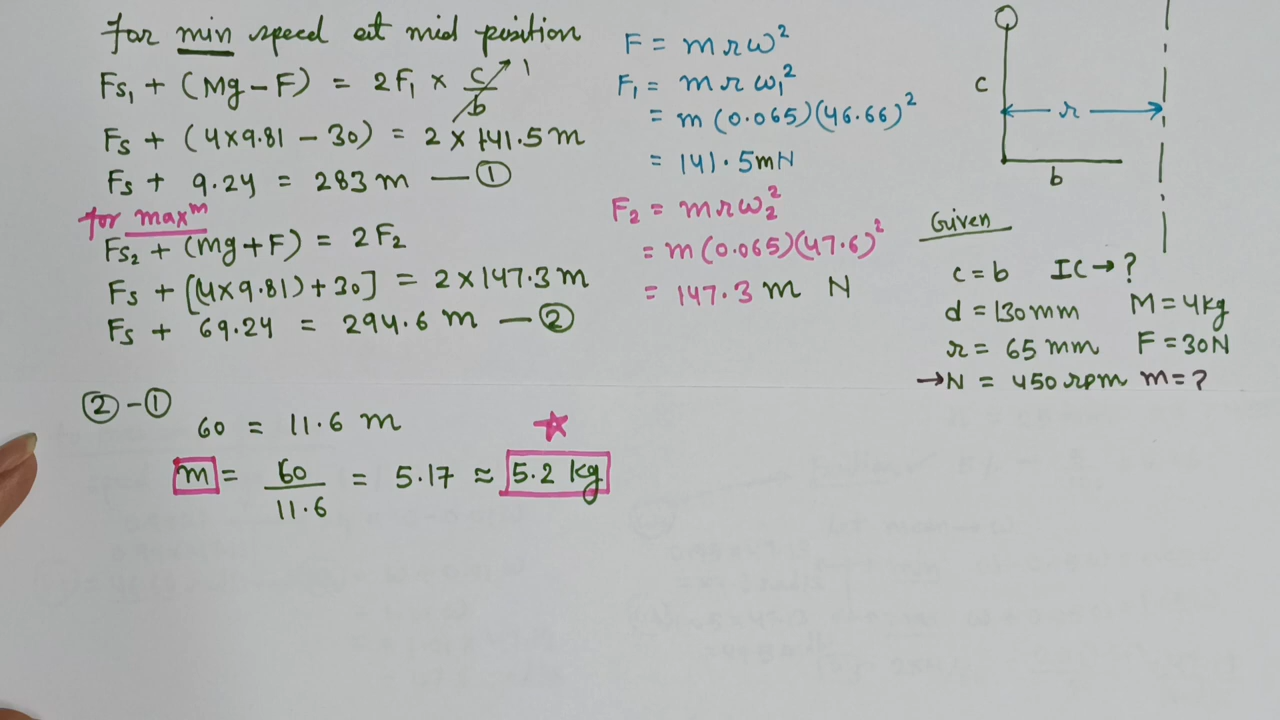 for min speed at mid position
Fs₁ + (Mg - F) = 2F₁ × c/b → 1
Fs + (4×9.81 - 30) = 2 × 141.5 m
Fs + 9.24 = 283 m — ①
for maxᵐ
Fs₂ + (Mg + F) = 2F₂
Fs + [(4×9.81) + 30] = 2 × 147.3 m
Fs + 69.24 = 294.6 m — ②
② - ①
60 = 11.6 m
m = 60/11.6 = 5.17 ≈ 5.2 kg
F = m r ω²
F₁ = m r ω₁²
= m (0.065)(46.66)²
= 141.5 m N
F₂ = m r ω₂²
= m (0.065)(47.6)²
= 147.3 m N
c
r
b
Given
c = b IC → ?
d = 130 mm M = 4 kg
r = 65 mm F = 30 N
→ N = 450 rpm m = ?